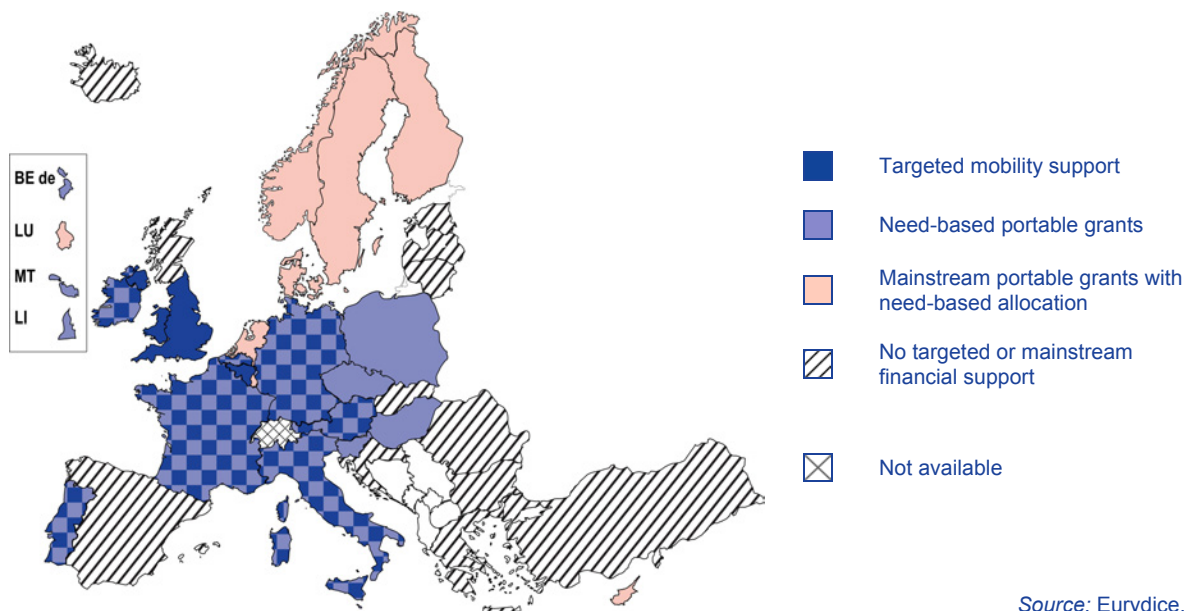 BE de
LU
MT
LI
Targeted mobility support
Need-based portable grants
Mainstream portable grants with
need-based allocation
No targeted or mainstream
financial support
Not available
Source: Eurydice.